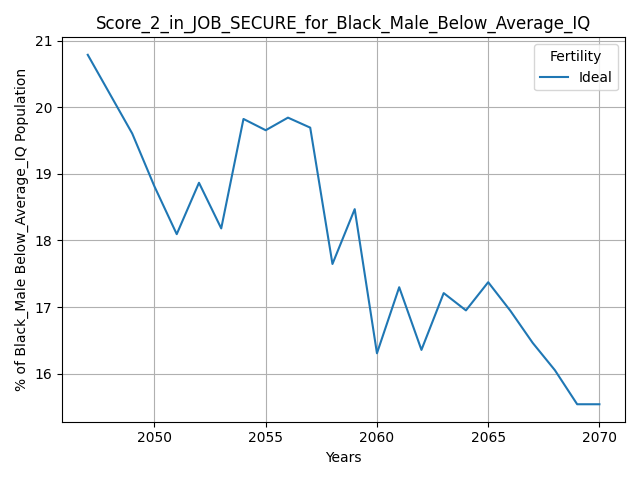 Score_2_in_JOB_SECURE_for_Black_Male_Below_Average_IQ
% of Black_Male Below_Average_IQ Population
21
20
19
18
17
16
Fertility
Ideal
2050
2055
2060
2065
2070
Years